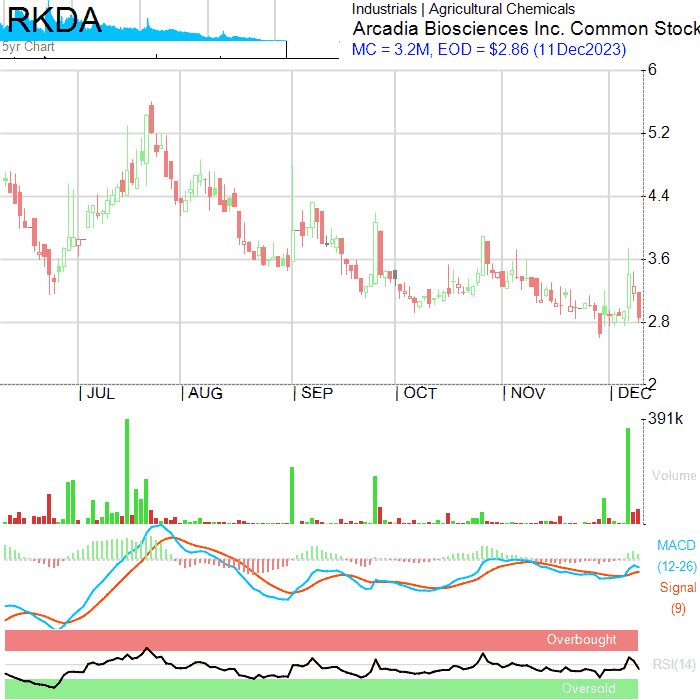 RKDA
5yr Chart
Industrials | Agricultural Chemicals
Arcadia Biosciences Inc. Common Stock
MC = 3.2M, EOD = $2.86 (11Dec2023)
6
5.2
4.4
3.6
2.8
2
| JUL | AUG | SEP | OCT | NOV | DEC
391k
Volume
MACD
(12-26)
Signal
(9)
Overbought
RSI(14)
Oversold